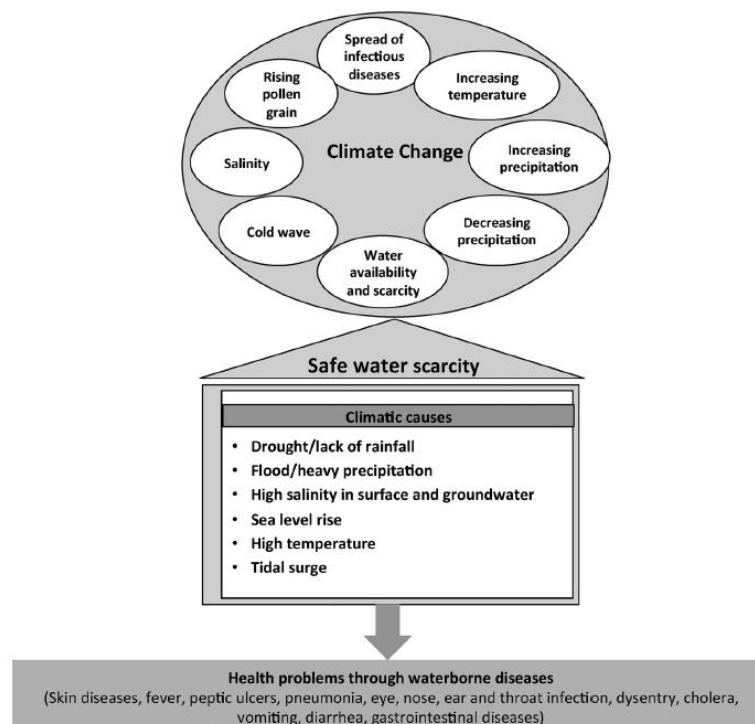 Spread of
infectious
diseases
Increasing
temperature
Rising
pollen
grain
Climate Change
Increasing
precipitation
Salinity
Decreasing
precipitation
Cold wave
Water
availability
and scarcity
Safe water scarcity
Climatic causes
• Drought/lack of rainfall
• Flood/heavy precipitation
• High salinity in surface and groundwater
• Sea level rise
• High temperature
• Tidal surge
Health problems through waterborne diseases
(Skin diseases, fever, peptic ulcers, pneumonia, eye, nose, ear and throat infection, dysentry, cholera,
vomiting, diarrhea, gastrointestinal diseases)